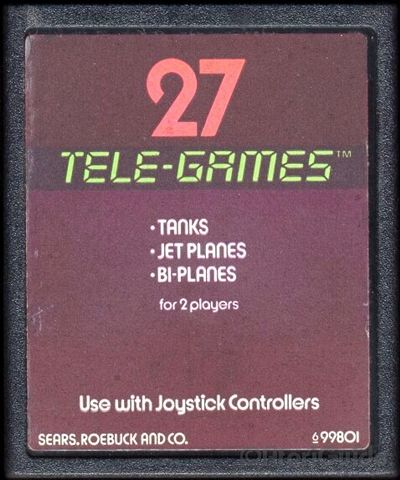 27
TELE-GAMES™
•TANKS
•JET PLANES
•BI-PLANES
for 2 players
Use with Joystick Controllers
SEARS, ROEBUCK AND CO.
6 99801